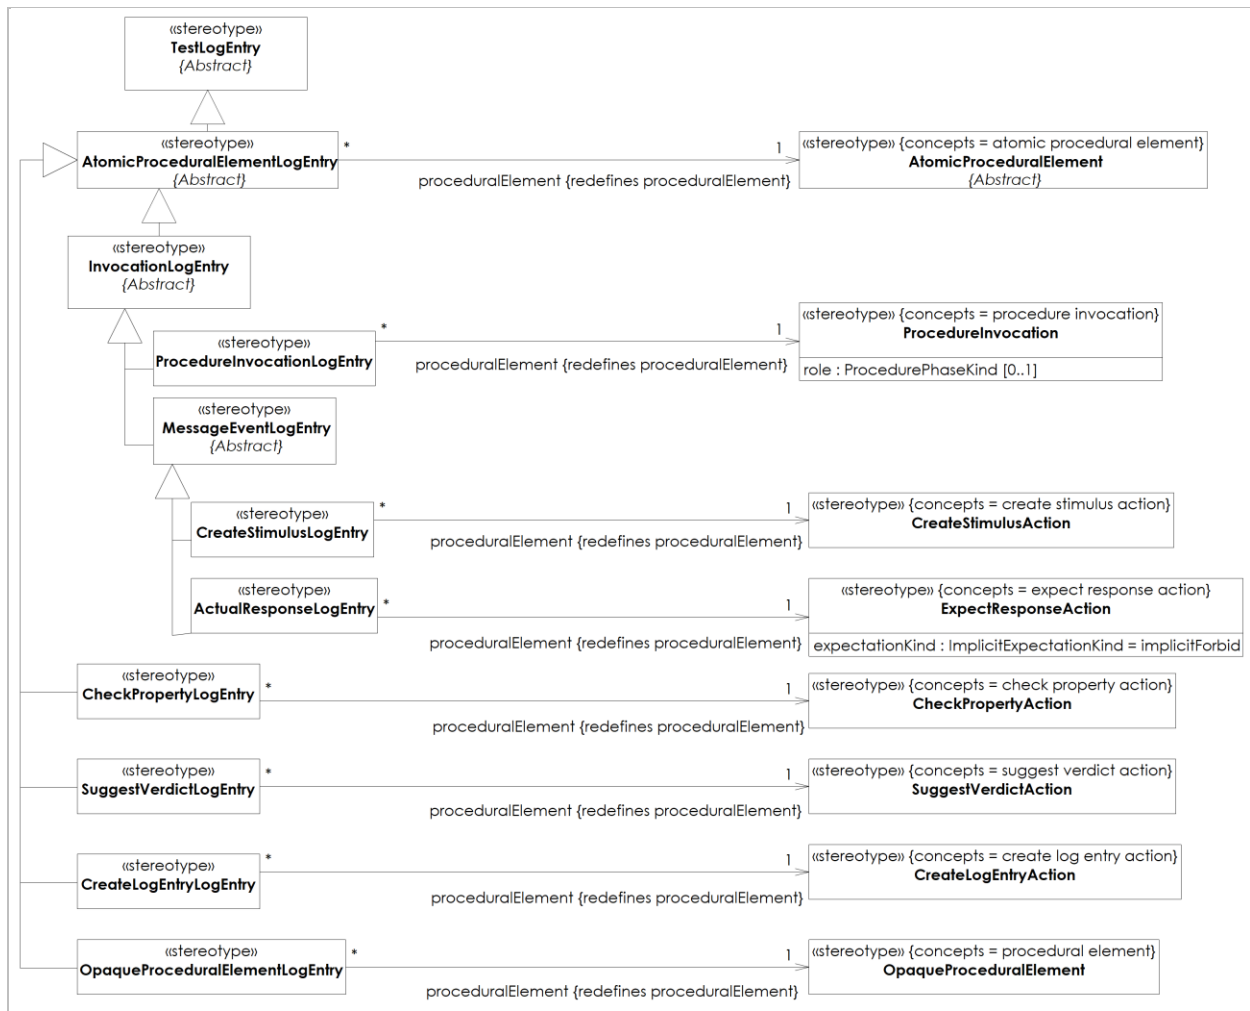 «stereotype»
TestLogEntry
{Abstract}
«stereotype»
AtomicProceduralElementLogEntry
{Abstract}
*
1
proceduralElement {redefines proceduralElement}
«stereotype» {concepts = atomic procedural element}
AtomicProceduralElement
{Abstract}
«stereotype»
InvocationLogEntry
{Abstract}
«stereotype»
ProcedureInvocationLogEntry
*
1
proceduralElement {redefines proceduralElement}
«stereotype» {concepts = procedure invocation}
ProcedureInvocation
role : ProcedurePhaseKind [0..1]
«stereotype»
MessageEventLogEntry
{Abstract}
«stereotype»
CreateStimulusLogEntry
*
1
proceduralElement {redefines proceduralElement}
«stereotype» {concepts = create stimulus action}
CreateStimulusAction
«stereotype»
ActualResponseLogEntry
*
1
proceduralElement {redefines proceduralElement}
«stereotype» {concepts = expect response action}
ExpectResponseAction
expectationKind : ImplicitExpectationKind = implicitForbid
«stereotype»
CheckPropertyLogEntry
*
1
proceduralElement {redefines proceduralElement}
«stereotype» {concepts = check property action}
CheckPropertyAction
«stereotype»
SuggestVerdictLogEntry
*
1
proceduralElement {redefines proceduralElement}
«stereotype» {concepts = suggest verdict action}
SuggestVerdictAction
«stereotype»
CreateLogEntryLogEntry
*
1
proceduralElement {redefines proceduralElement}
«stereotype» {concepts = create log entry action}
CreateLogEntryAction
«stereotype»
OpaqueProceduralElementLogEntry
*
1
proceduralElement {redefines proceduralElement}
«stereotype» {concepts = procedural element}
OpaqueProceduralElement